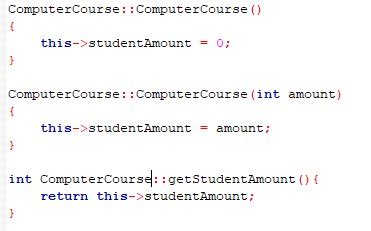 ComputerCourse::ComputerCourse()
{
    this->studentAmount = 0;
}

ComputerCourse::ComputerCourse(int amount)
{
    this->studentAmount = amount;
}

int ComputerCourse::getStudentAmount(){
    return this->studentAmount;
}